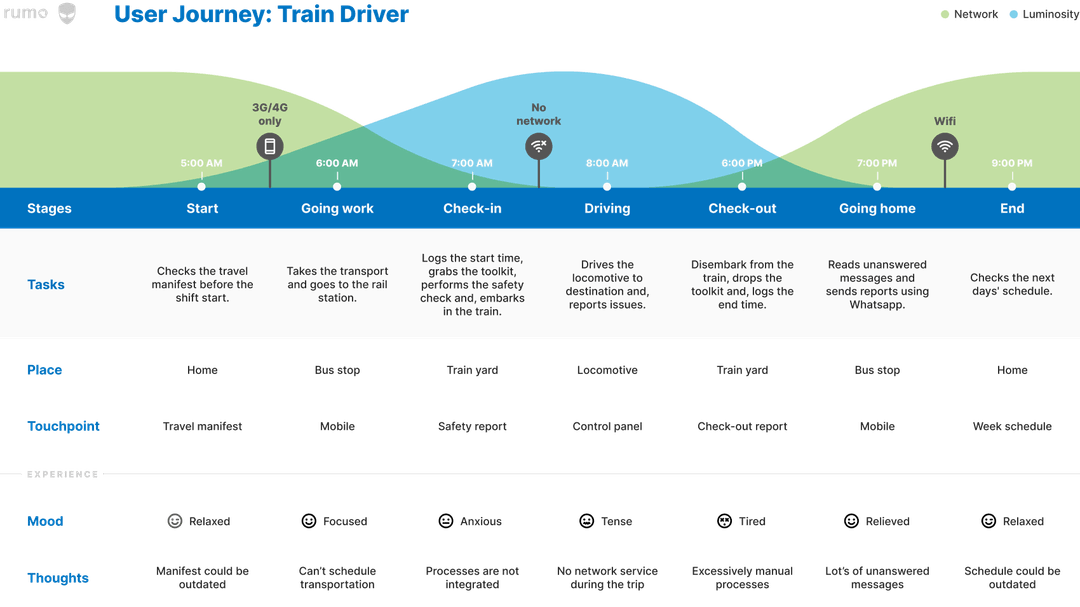 rumo
User Journey: Train Driver
Network
Luminosity
3G/4G
only
No
network
Wifi
5:00 AM
6:00 AM
7:00 AM
8:00 AM
6:00 PM
7:00 PM
9:00 PM
Stages
Start
Going work
Check-in
Driving
Check-out
Going home
End
Tasks
Checks the travel
manifest before the
shift start.
Takes the transport
and goes to the rail
station.
Logs the start time,
grabs the toolkit,
performs the safety
check and, embarks
in the train.
Drives the
locomotive to
destination and,
reports issues.
Disembark from the
train, drops the
toolkit and, logs the
end time.
Reads unanswered
messages and
sends reports using
Whatsapp.
Checks the next
days' schedule.
Place
Home
Bus stop
Train yard
Locomotive
Train yard
Bus stop
Home
Touchpoint
Travel manifest
Mobile
Safety report
Control panel
Check-out report
Mobile
Week schedule
EXPERIENCE
Mood
Relaxed
Focused
Anxious
Tense
Tired
Relieved
Relaxed
Thoughts
Manifest could be
outdated
Can't schedule
transportation
Processes are not
integrated
No network service
during the trip
Excessively manual
processes
Lot's of unanswered
messages
Schedule could be
outdated